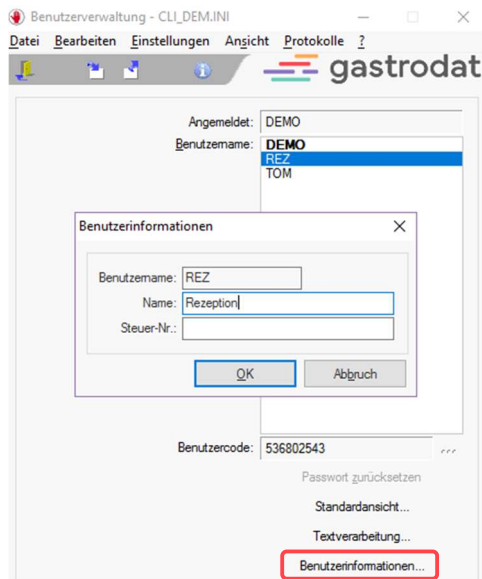 Benutzerverwaltung - CLI_DEM.INI
Datei Bearbeiten Einstellungen Ansicht Protokolle ?
gastrodat
Angemeldet: DEMO
Benutzername: DEMO
REZ
TOM
Benutzerinformationen
Benutzername: REZ
Name: Rezeption
Steuer-Nr.:
OK Abbruch
Benutzercode: 536802543 ...
Passwort zurücksetzen
Standardansicht...
Textverarbeitung...
Benutzerinformationen...